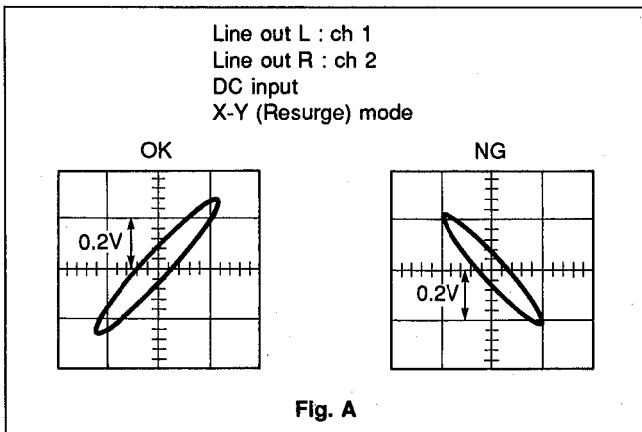 Line out L : ch 1
Line out R : ch 2
DC input
X-Y (Resurge) mode
OK
NG
0.2V
0.2V
Fig. A